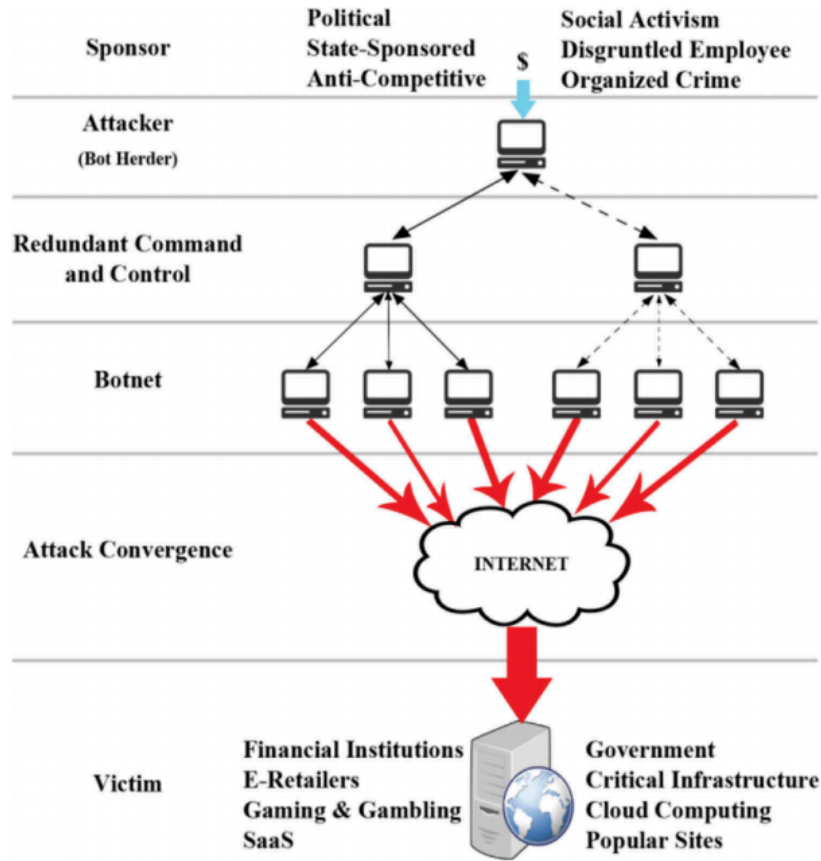 Sponsor
Political
State-Sponsored
Anti-Competitive
$
Social Activism
Disgruntled Employee
Organized Crime
Attacker
(Bot Herder)
Redundant Command
and Control
Botnet
Attack Convergence
INTERNET
Victim
Financial Institutions
E-Retailers
Gaming & Gambling
SaaS
Government
Critical Infrastructure
Cloud Computing
Popular Sites